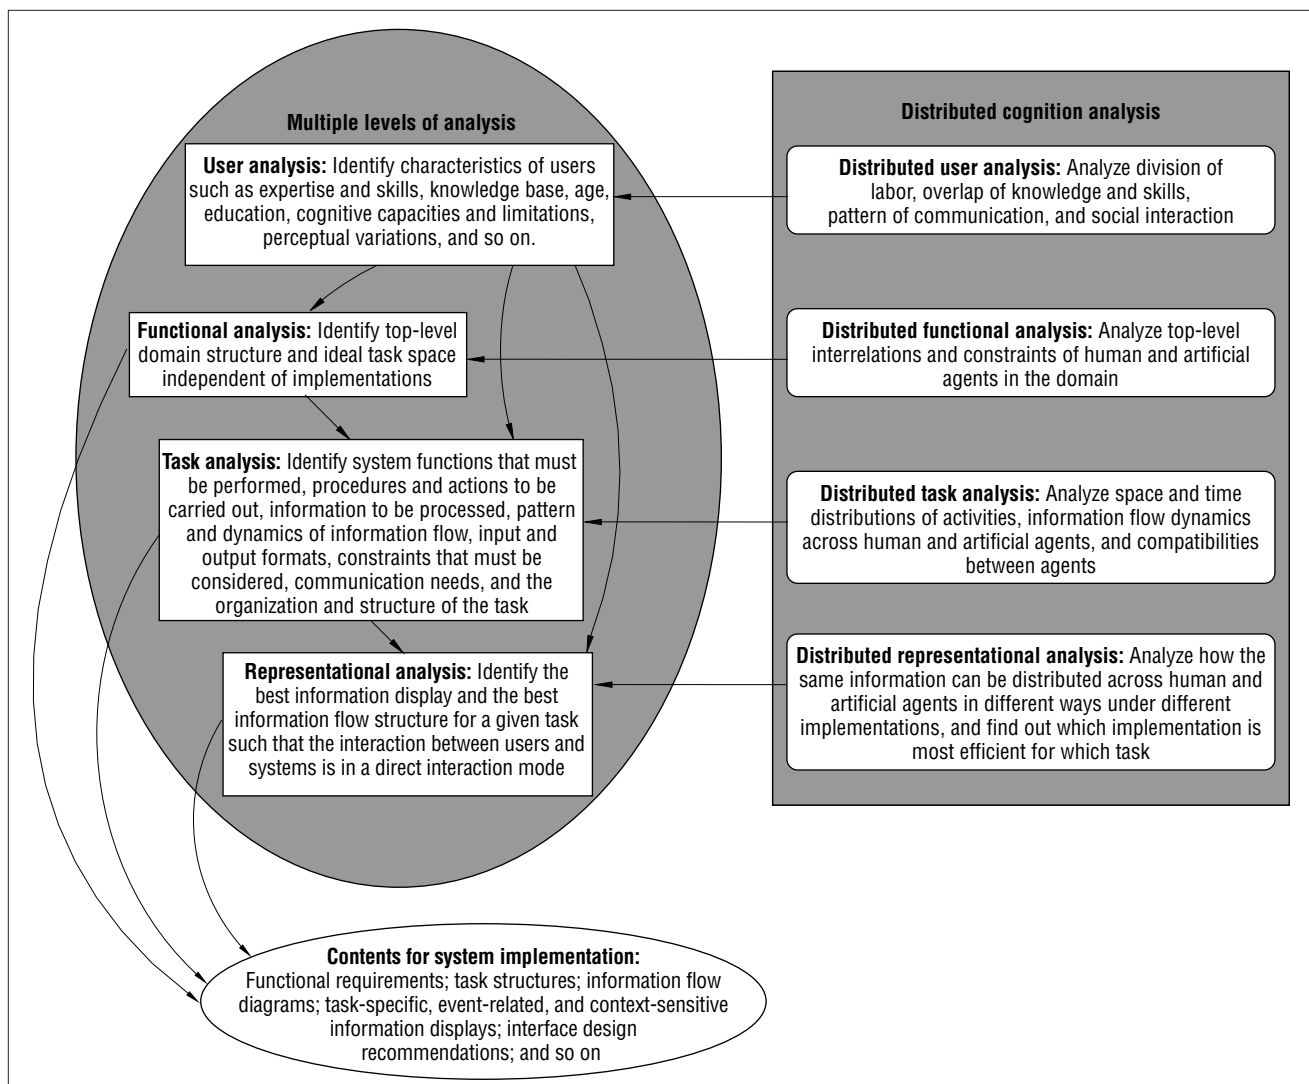 Multiple levels of analysis
User analysis: Identify characteristics of users
such as expertise and skills, knowledge base, age,
education, cognitive capacities and limitations,
perceptual variations, and so on.
Functional analysis: Identify top-level
domain structure and ideal task space
independent of implementations
Task analysis: Identify system functions that must
be performed, procedures and actions to be
carried out, information to be processed, pattern
and dynamics of information flow, input and
output formats, constraints that must be
considered, communication needs, and the
organization and structure of the task
Representational analysis: Identify the
best information display and the best
information flow structure for a given task
such that the interaction between users and
systems is in a direct interaction mode
Distributed cognition analysis
Distributed user analysis: Analyze division of
labor, overlap of knowledge and skills,
pattern of communication, and social interaction
Distributed functional analysis: Analyze top-level
interrelations and constraints of human and artificial
agents in the domain
Distributed task analysis: Analyze space and time
distributions of activities, information flow dynamics
across human and artificial agents, and compatibilities
between agents
Distributed representational analysis: Analyze how the
same information can be distributed across human and
artificial agents in different ways under different
implementations, and find out which implementation is
most efficient for which task
Contents for system implementation:
Functional requirements; task structures; information flow
diagrams; task-specific, event-related, and context-sensitive
information displays; interface design
recommendations; and so on